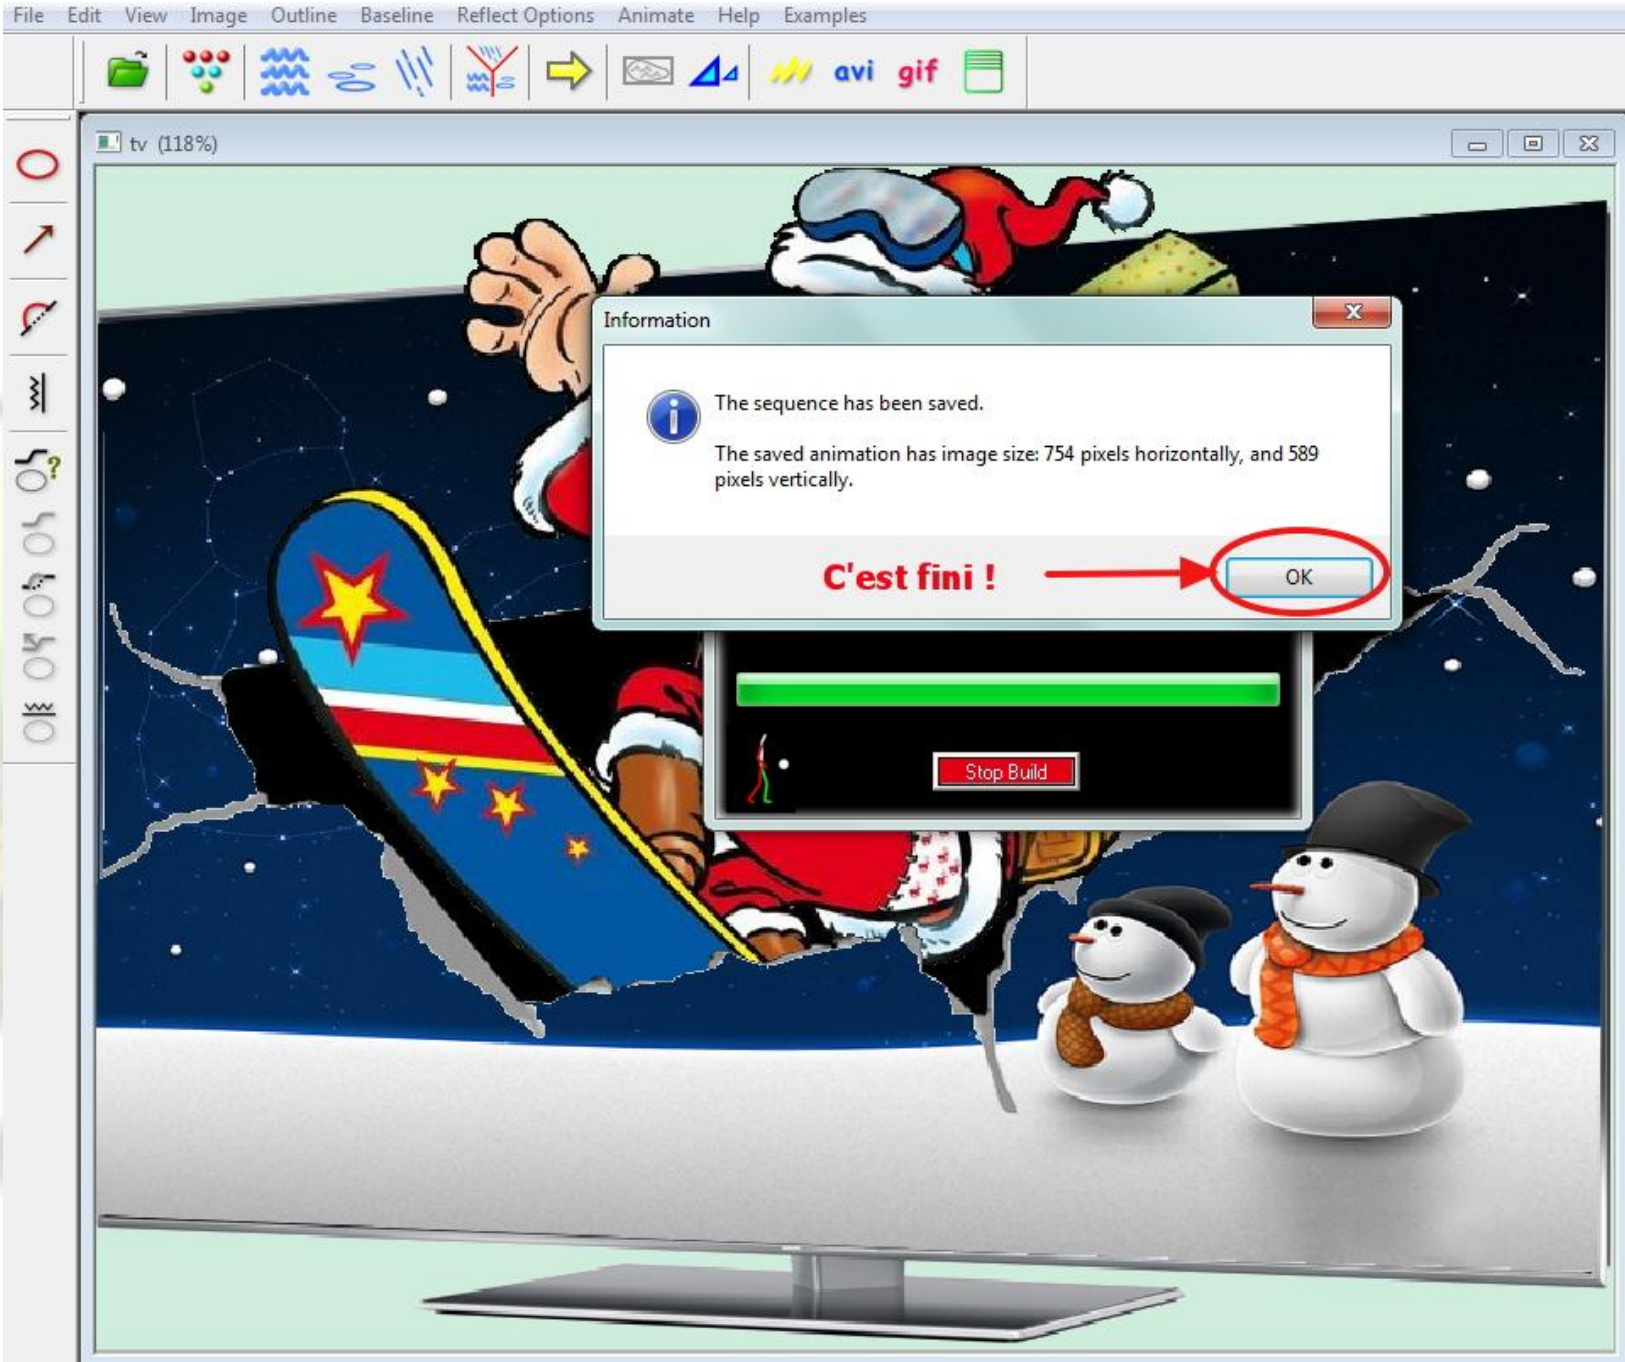 File Edit View Image Outline Baseline Reflect Options Animate Help Examples
avi gif
tv (118%)
Information
The sequence has been saved.
The saved animation has image size: 754 pixels horizontally, and 589
pixels vertically.
C'est fini !
OK
Stop Build